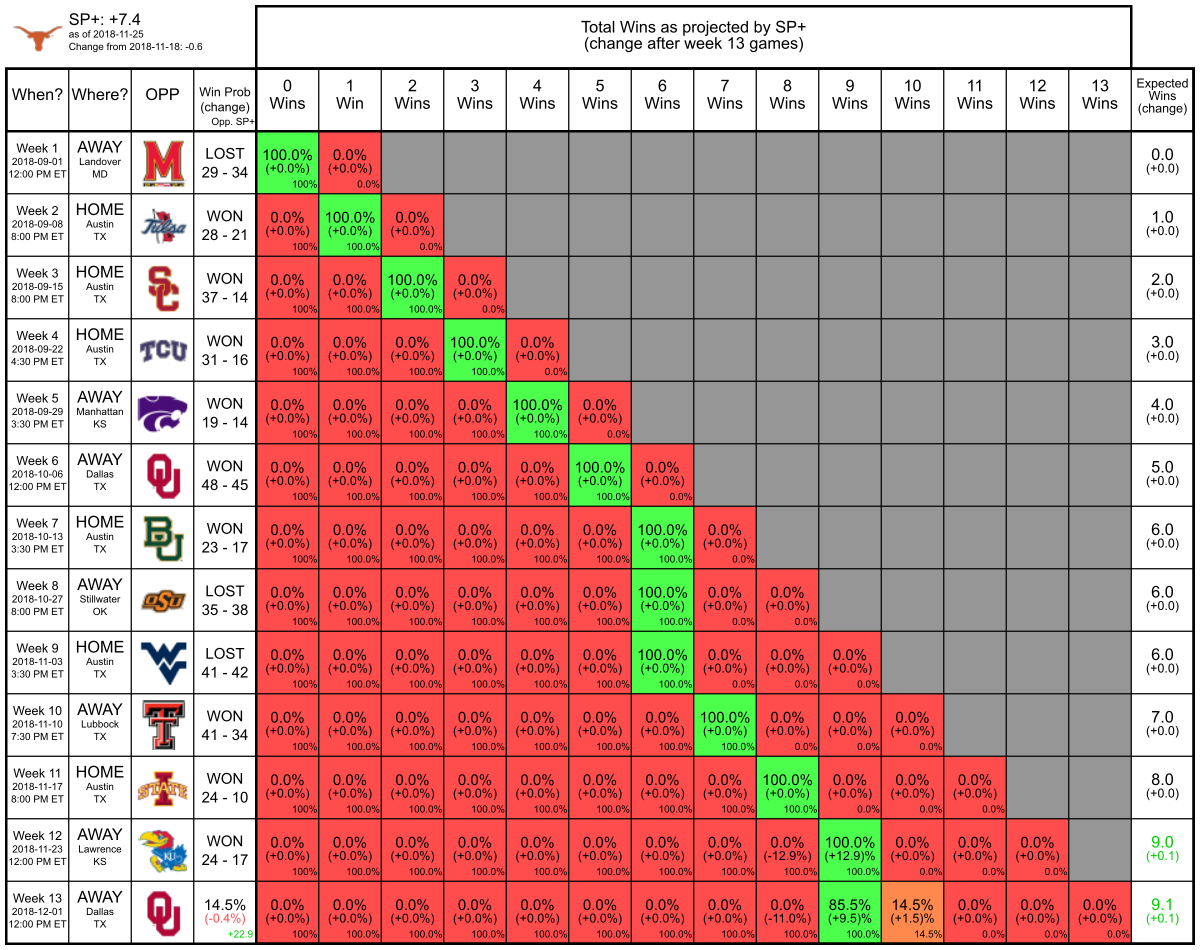 SP+: +7.4
as of 2018-11-25
Change from 2018-11-18: -0.6
Total Wins as projected by SP+
(change after week 13 games)
When? Where? OPP Win Prob (change) Opp. SP+ 0 Wins 1 Win 2 Wins 3 Wins 4 Wins 5 Wins 6 Wins 7 Wins 8 Wins 9 Wins 10 Wins 11 Wins 12 Wins 13 Wins Expected Wins (change)
Week 1 AWAY M LOST 100.0% 0.0% 0.0
2018-09-01 Landover 29 - 34 (+0.0%) (+0.0%) (+0.0)
12:00 PM ET MD 100% 0.0%
Week 2 HOME Tulsa WON 0.0% 100.0% 0.0% 1.0
2018-09-08 Austin 28 - 21 (+0.0%) (+0.0%) (+0.0%) (+0.0)
8:00 PM ET TX 100% 100.0% 0.0%
Week 3 HOME SC WON 0.0% 0.0% 100.0% 0.0% 2.0
2018-09-15 Austin 37 - 14 (+0.0%) (+0.0%) (+0.0%) (+0.0%) (+0.0)
8:00 PM ET TX 100% 100.0% 100.0% 0.0%
Week 4 HOME TCU WON 0.0% 0.0% 0.0% 100.0% 0.0% 3.0
2018-09-22 Austin 31 - 16 (+0.0%) (+0.0%) (+0.0%) (+0.0%) (+0.0%) (+0.0)
4:30 PM ET TX 100% 100.0% 100.0% 100.0% 0.0%
Week 5 AWAY WON 0.0% 0.0% 0.0% 0.0% 100.0% 0.0% 4.0
2018-09-29 Manhattan 19 - 14 (+0.0%) (+0.0%) (+0.0%) (+0.0%) (+0.0%) (+0.0%) (+0.0)
3:30 PM ET KS 100% 100.0% 100.0% 100.0% 100.0% 0.0%
Week 6 AWAY OU WON 0.0% 0.0% 0.0% 0.0% 0.0% 100.0% 0.0% 5.0
2018-10-06 Dallas 48 - 45 (+0.0%) (+0.0%) (+0.0%) (+0.0%) (+0.0%) (+0.0%) (+0.0%) (+0.0)
12:00 PM ET TX 100% 100.0% 100.0% 100.0% 100.0% 100.0% 0.0%
Week 7 HOME BU WON 0.0% 0.0% 0.0% 0.0% 0.0% 0.0% 100.0% 0.0% 6.0
2018-10-13 Austin 23 - 17 (+0.0%) (+0.0%) (+0.0%) (+0.0%) (+0.0%) (+0.0%) (+0.0%) (+0.0%) (+0.0)
3:30 PM ET TX 100% 100.0% 100.0% 100.0% 100.0% 100.0% 100.0% 0.0%
Week 8 AWAY OSU LOST 0.0% 0.0% 0.0% 0.0% 0.0% 0.0% 100.0% 0.0% 0.0% 6.0
2018-10-27 Stillwater 35 - 38 (+0.0%) (+0.0%) (+0.0%) (+0.0%) (+0.0%) (+0.0%) (+0.0%) (+0.0%) (+0.0%) (+0.0)
8:00 PM ET OK 100% 100.0% 100.0% 100.0% 100.0% 100.0% 100.0% 0.0% 0.0%
Week 9 HOME WV LOST 0.0% 0.0% 0.0% 0.0% 0.0% 0.0% 100.0% 0.0% 0.0% 0.0% 6.0
2018-11-03 Austin 41 - 42 (+0.0%) (+0.0%) (+0.0%) (+0.0%) (+0.0%) (+0.0%) (+0.0%) (+0.0%) (+0.0%) (+0.0%) (+0.0)
3:30 PM ET TX 100% 100.0% 100.0% 100.0% 100.0% 100.0% 100.0% 0.0% 0.0% 0.0%
Week 10 AWAY T WON 0.0% 0.0% 0.0% 0.0% 0.0% 0.0% 0.0% 100.0% 0.0% 0.0% 0.0% 7.0
2018-11-10 Lubbock 41 - 34 (+0.0%) (+0.0%) (+0.0%) (+0.0%) (+0.0%) (+0.0%) (+0.0%) (+0.0%) (+0.0%) (+0.0%) (+0.0%) (+0.0)
7:30 PM ET TX 100% 100.0% 100.0% 100.0% 100.0% 100.0% 100.0% 100.0% 0.0% 0.0% 0.0%
Week 11 HOME I STATE WON 0.0% 0.0% 0.0% 0.0% 0.0% 0.0% 0.0% 0.0% 100.0% 0.0% 0.0% 0.0% 8.0
2018-11-17 Austin 24 - 10 (+0.0%) (+0.0%) (+0.0%) (+0.0%) (+0.0%) (+0.0%) (+0.0%) (+0.0%) (+0.0%) (+0.0%) (+0.0%) (+0.0%) (+0.0)
8:00 PM ET TX 100% 100.0% 100.0% 100.0% 100.0% 100.0% 100.0% 100.0% 100.0% 0.0% 0.0% 0.0%
Week 12 AWAY KU WON 0.0% 0.0% 0.0% 0.0% 0.0% 0.0% 0.0% 0.0% 0.0% 100.0% 0.0% 0.0% 0.0% 9.0
2018-11-23 Lawrence 24 - 17 (+0.0%) (+0.0%) (+0.0%) (+0.0%) (+0.0%) (+0.0%) (+0.0%) (+0.0%) (-12.9%) (+12.9)% (+0.0%) (+0.0%) (+0.0%) (+0.1)
12:00 PM ET KS 100% 100.0% 100.0% 100.0% 100.0% 100.0% 100.0% 100.0% 100.0% 100.0% 0.0% 0.0% 0.0%
Week 13 AWAY OU 14.5% 0.0% 0.0% 0.0% 0.0% 0.0% 0.0% 0.0% 0.0% 0.0% 85.5% 14.5% 0.0% 0.0% 0.0% 9.1
2018-12-01 Dallas (-0.4%) (+0.0%) (+0.0%) (+0.0%) (+0.0%) (+0.0%) (+0.0%) (+0.0%) (+0.0%) (-11.0%) (+9.5)% (+1.5)% (+0.0%) (+0.0%) (+0.0%) (+0.1)
12:00 PM ET TX +22.9 100% 100.0% 100.0% 100.0% 100.0% 100.0% 100.0% 100.0% 100.0% 100.0% 14.5% 0.0% 0.0% 0.0%